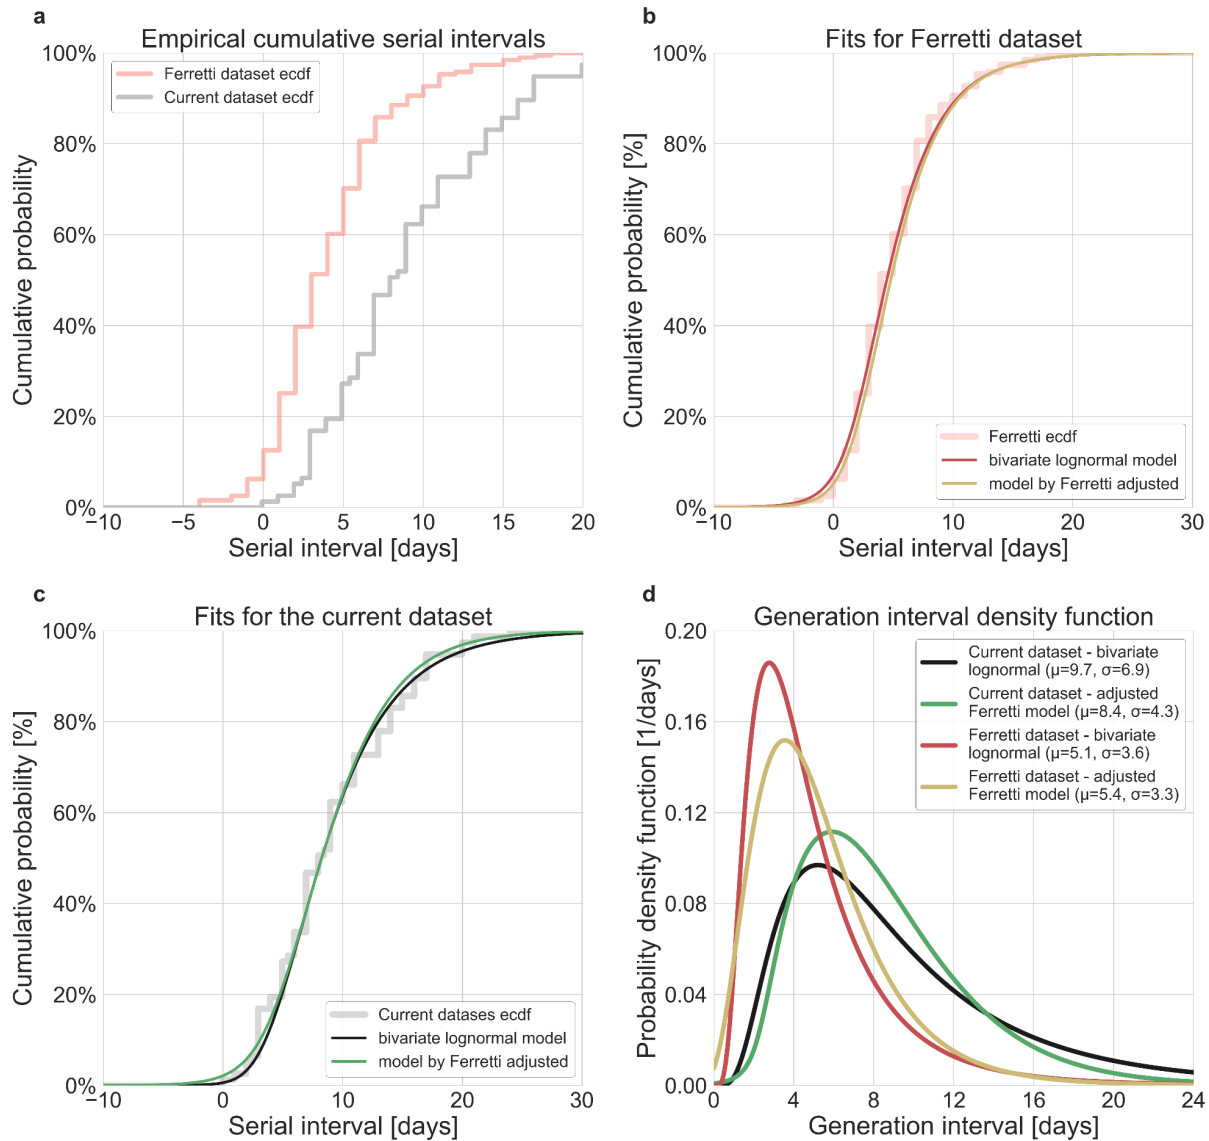 a
Empirical cumulative serial intervals
100%
80%
60%
40%
20%
0%
Cumulative probability
Ferretti dataset ecdf
Current dataset ecdf
−10
−5
0
5
10
15
20
Serial interval [days]
b
Fits for Ferretti dataset
100%
80%
60%
40%
20%
0%
Cumulative probability [%]
Ferretti ecdf
bivariate lognormal model
model by Ferretti adjusted
−10
0
10
20
30
Serial interval [days]
c
Fits for the current dataset
100%
80%
60%
40%
20%
0%
Cumulative probability [%]
Current datases ecdf
bivariate lognormal model
model by Ferretti adjusted
−10
0
10
20
30
Serial interval [days]
d
Generation interval density function
0.20
0.16
0.12
0.08
0.04
0.00
Probability density function [1/days]
Current dataset - bivariate
lognormal (μ=9.7, σ=6.9)
Current dataset - adjusted
Ferretti model (μ=8.4, σ=4.3)
Ferretti dataset - bivariate
lognormal (μ=5.1, σ=3.6)
Ferretti dataset - adjusted
Ferretti model (μ=5.4, σ=3.3)
0
4
8
12
16
20
24
Generation interval [days]